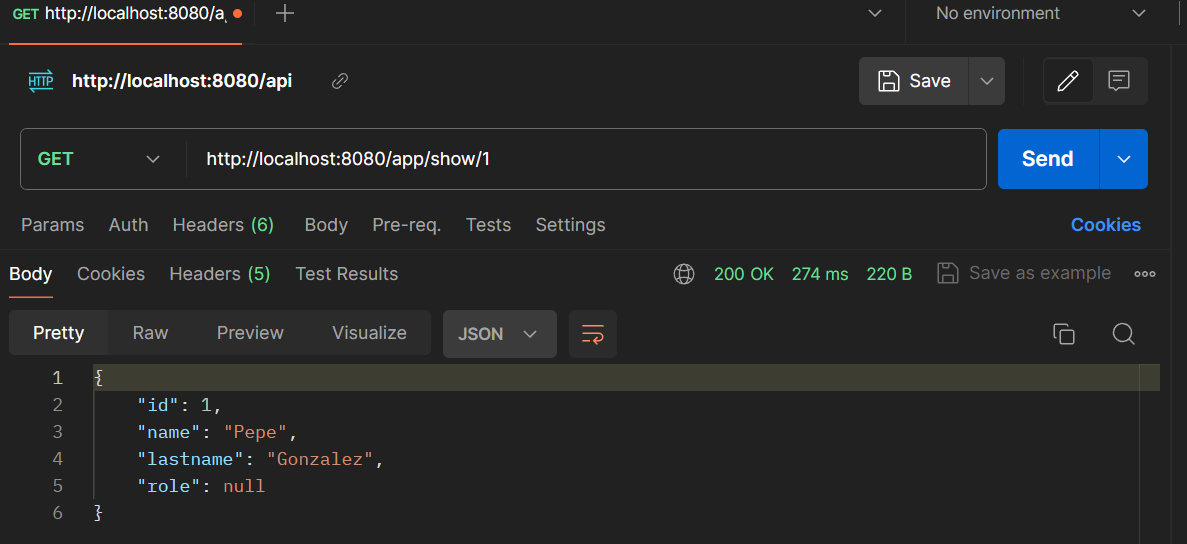 GET http://localhost:8080/a
No environment
HTTP http://localhost:8080/api
Save
GET http://localhost:8080/app/show/1
Send
Params Auth Headers (6) Body Pre-req. Tests Settings
Cookies
Body Cookies Headers (5) Test Results
200 OK 274 ms 220 B Save as example
Pretty Raw Preview Visualize JSON
1 {
2 "id": 1,
3 "name": "Pepe",
4 "lastname": "Gonzalez",
5 "role": null
6 }